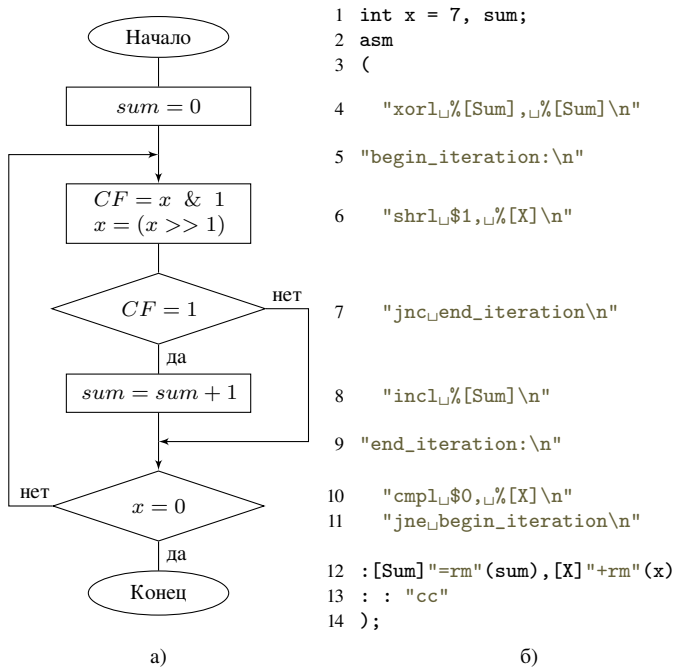 Начало
sum = 0
CF = x & 1
x = (x >> 1)
CF = 1
нет
да
sum = sum + 1
нет
x = 0
да
Конец
а)
1 int x = 7, sum;
2 asm
3 (
4 "xorl␣%[Sum],␣%[Sum]\n"
5 "begin_iteration:\n"
6 "shrl␣$1,␣%[X]\n"
7 "jnc␣end_iteration\n"
8 "incl␣%[Sum]\n"
9 "end_iteration:\n"
10 "cmpl␣$0,␣%[X]\n"
11 "jne␣begin_iteration\n"
12 :[Sum]"=rm"(sum),[X]"+rm"(x)
13 : : "cc"
14 );
б)